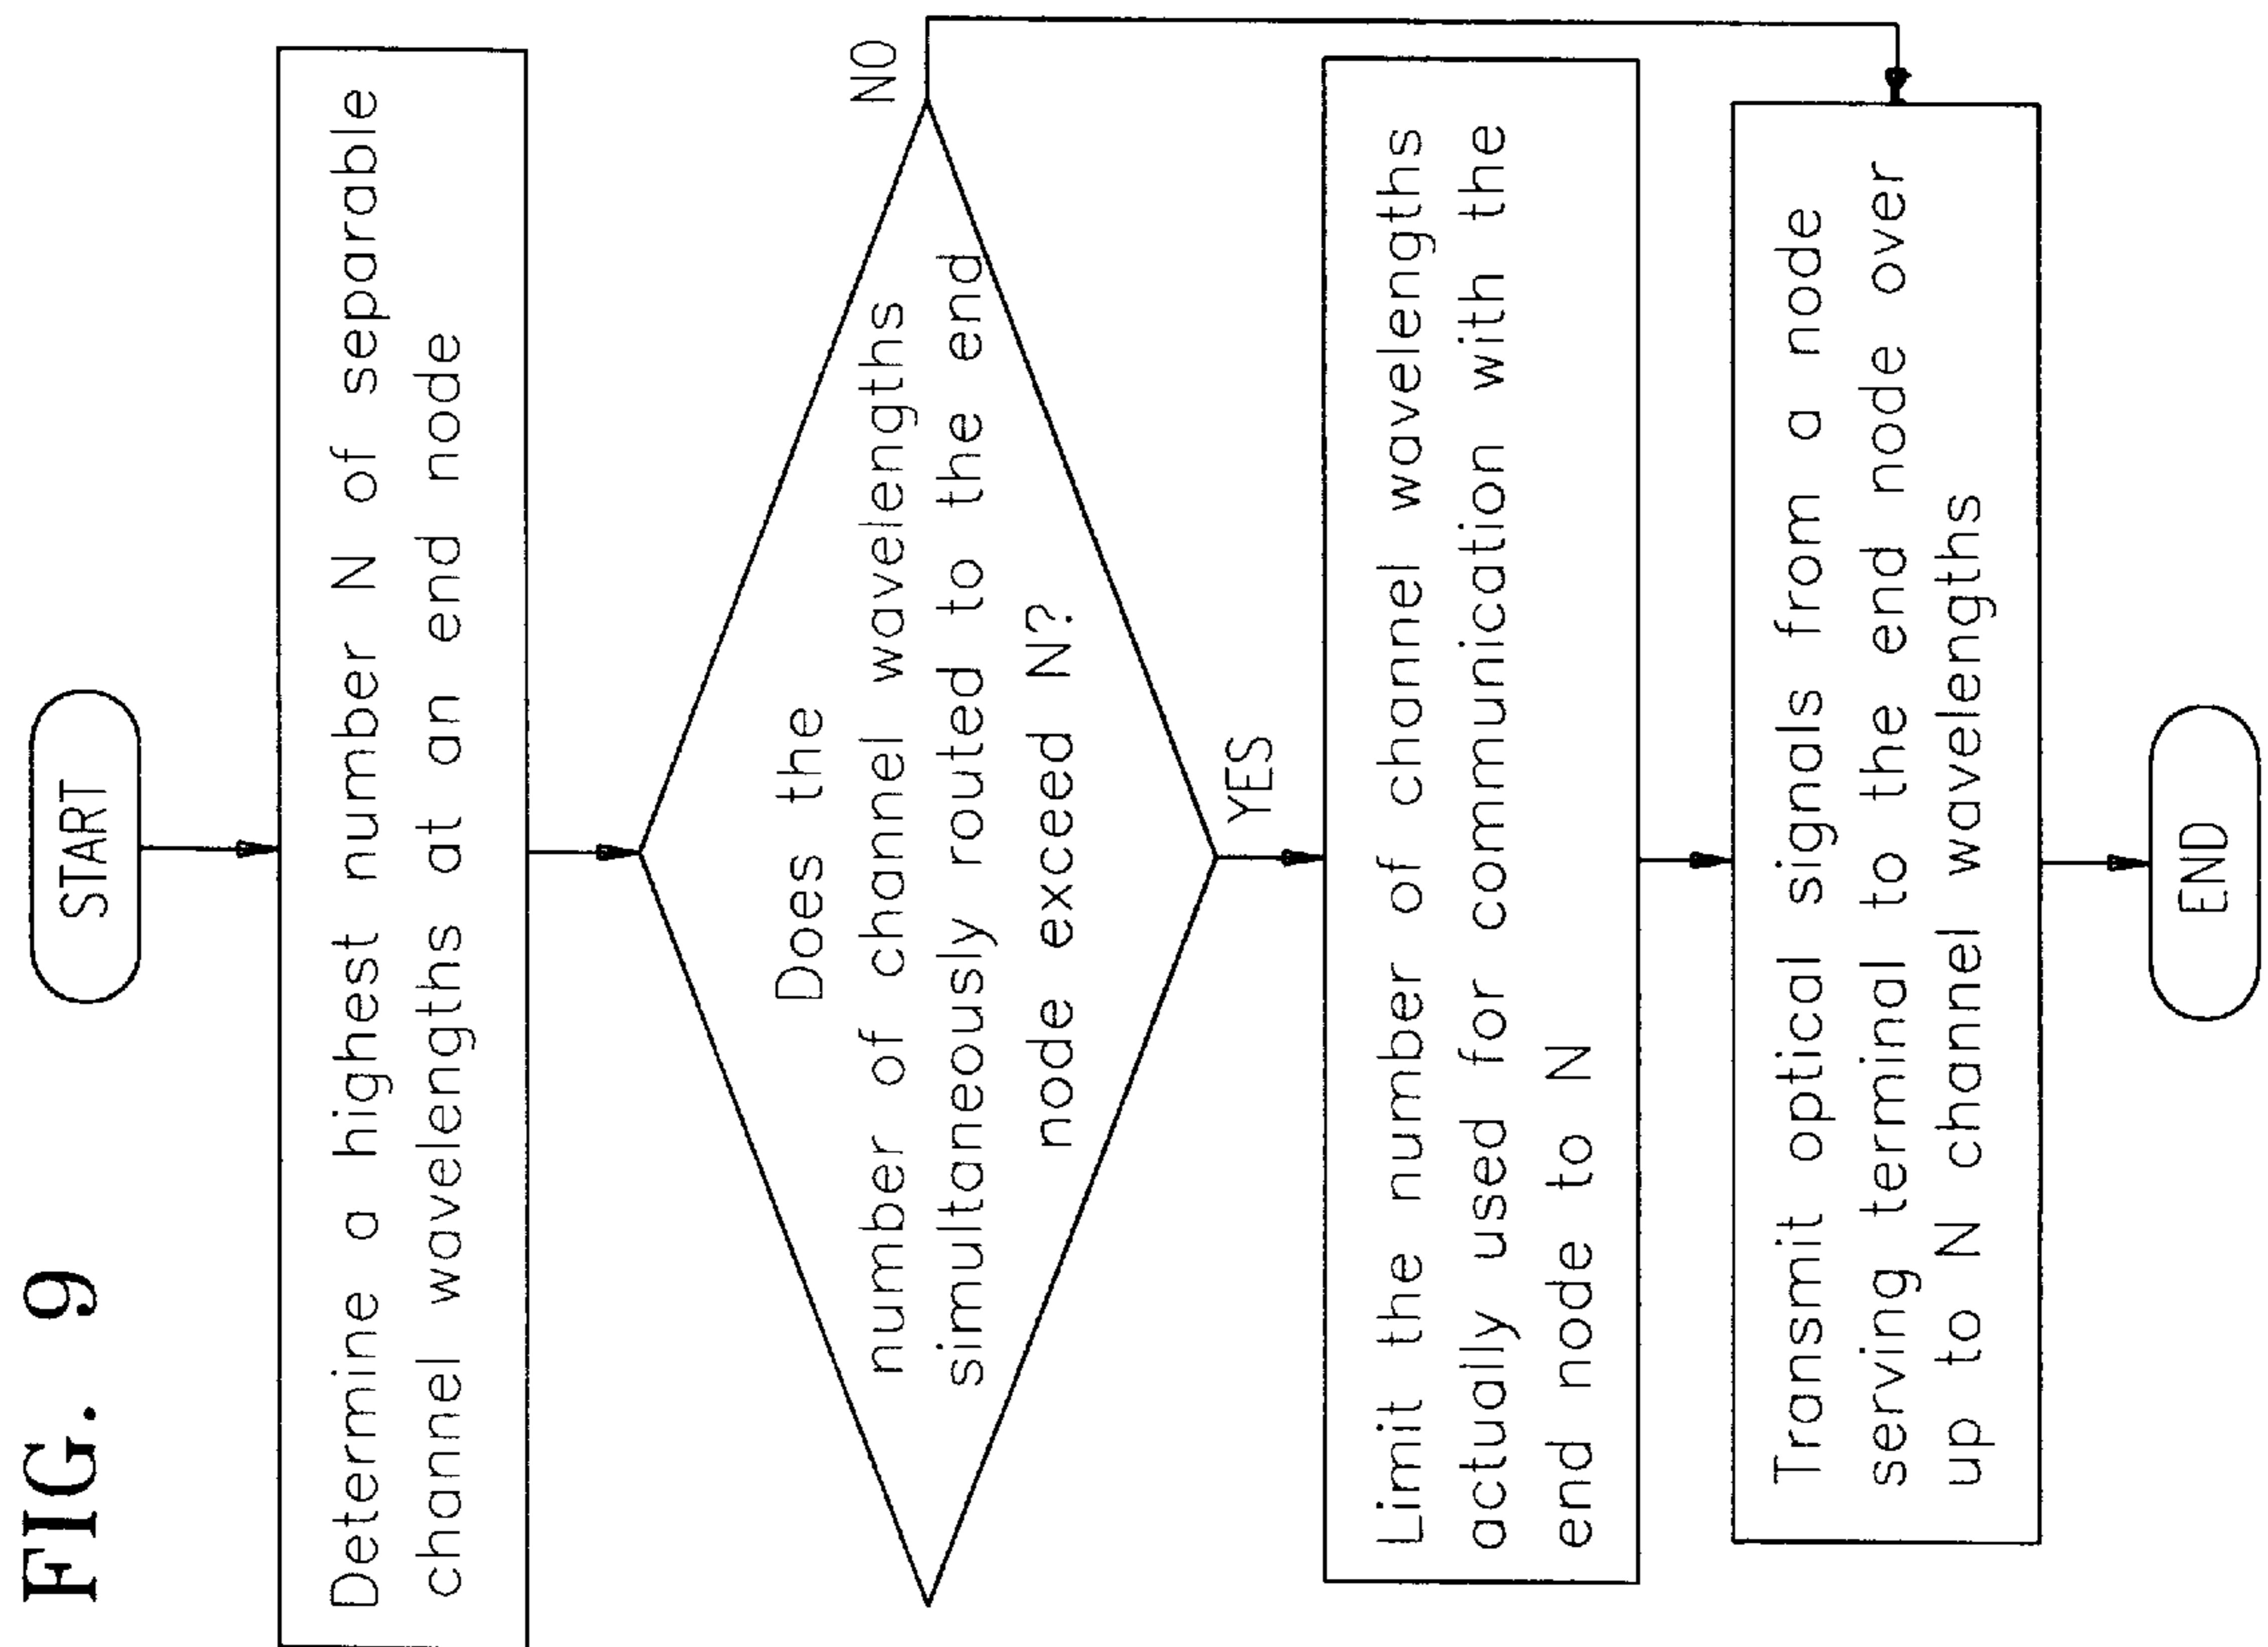 FIG. 9
START
Determine a highest number N of separable
channel wavelengths at an end node
Does the
number of channel wavelengths
simultaneously routed to the end
node exceed N?
NO
YES
Limit the number of channel wavelengths
actually used for communication with the
end node to N
Transmit optical signals from a node
serving terminal to the end node over
up to N channel wavelengths
END